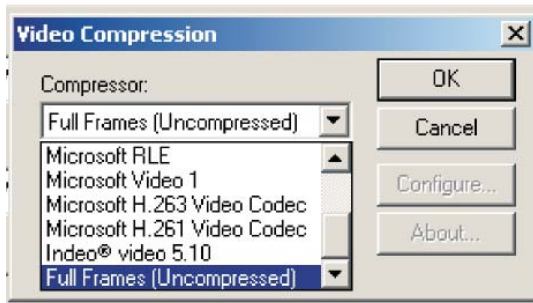 Video Compression
Compressor:
Full Frames (Uncompressed)
Microsoft RLE
Microsoft Video 1
Microsoft H.263 Video Codec
Microsoft H.261 Video Codec
Indeo® video 5.10
Full Frames (Uncompressed)
OK
Cancel
Configure...
About...